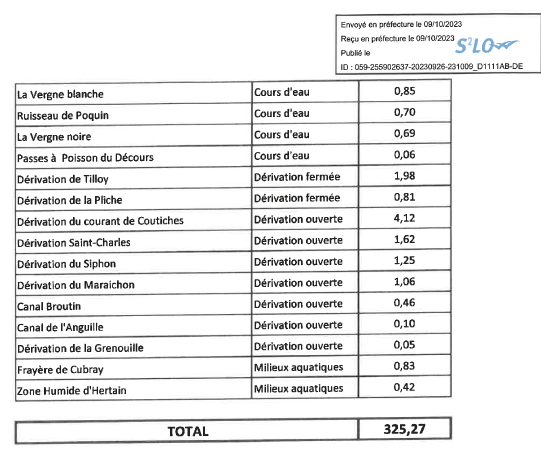 Envoyé en préfecture le 09/10/2023
Reçu en préfecture le 09/10/2023
S²LO
Publié le
ID : 059-255902637-20230926-231009_D1111AB-DE
La Vergne blanche Cours d'eau 0,85
Ruisseau de Poquin Cours d'eau 0,70
La Vergne noire Cours d'eau 0,69
Passes à Poisson du Décours Cours d'eau 0,06
Dérivation de Tilloy Dérivation fermée 1,98
Dérivation de la Pliche Dérivation fermée 0,81
Dérivation du courant de Coutiches Dérivation ouverte 4,12
Dérivation Saint-Charles Dérivation ouverte 1,62
Dérivation du Siphon Dérivation ouverte 1,25
Dérivation du Maraichon Dérivation ouverte 1,06
Canal Broutin Dérivation ouverte 0,46
Canal de l'Anguille Dérivation ouverte 0,10
Dérivation de la Grenouille Dérivation ouverte 0,05
Frayère de Cubray Milieux aquatiques 0,83
Zone Humide d'Hertain Milieux aquatiques 0,42
TOTAL 325,27